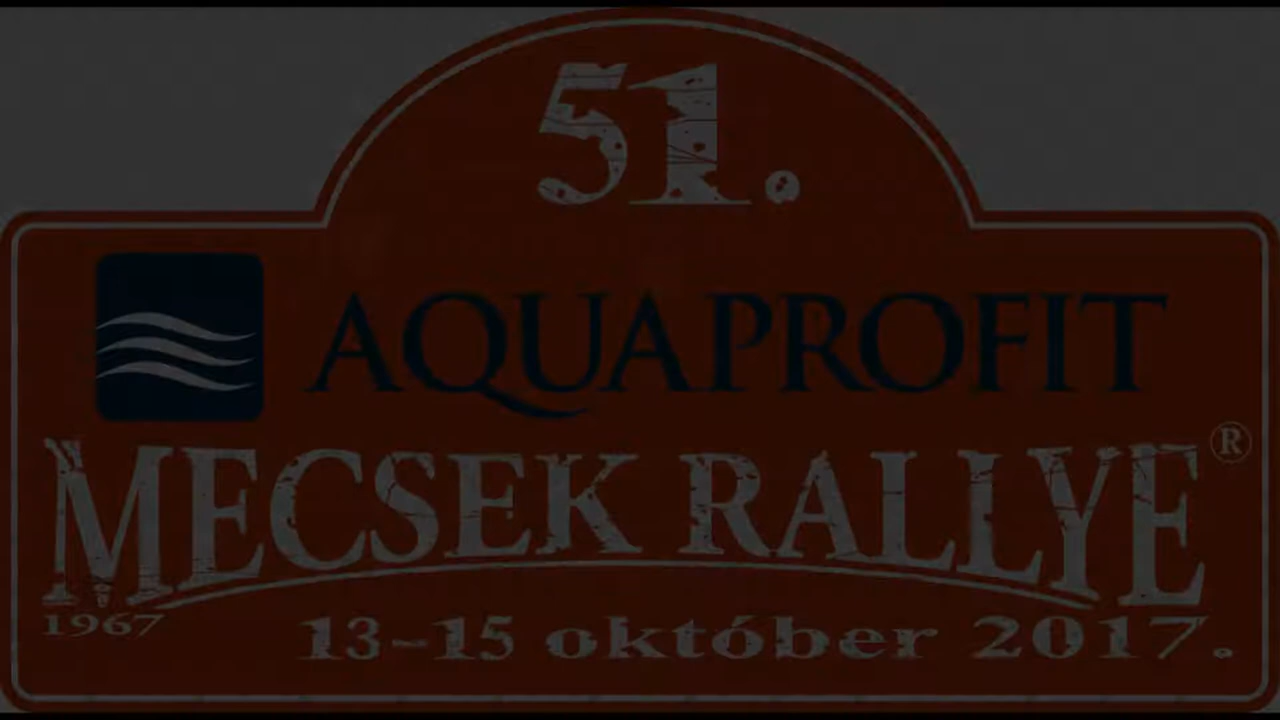 51.
AQUAPROFIT
MECSEK RALLYE®
1967
13-15 október 2017.